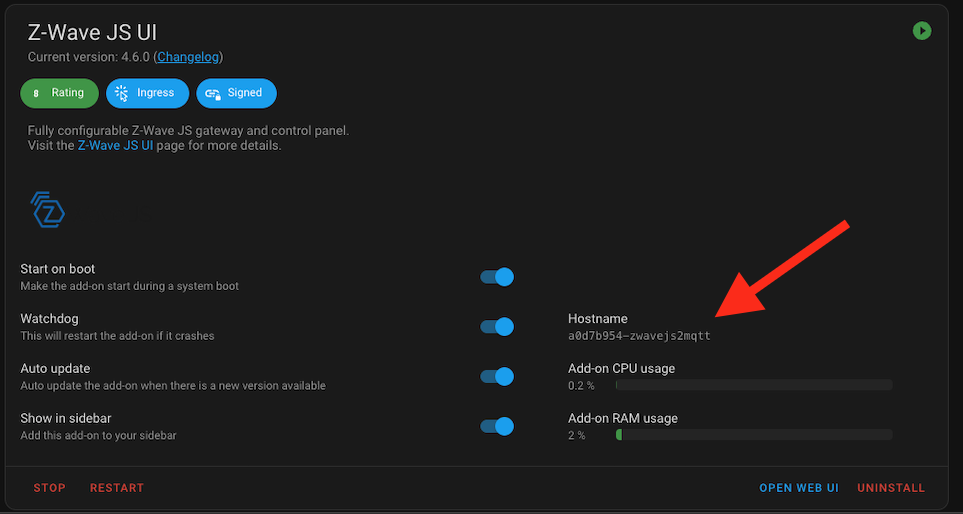 Z-Wave JS UI
Current version: 4.6.0 (Changelog)
8 Rating
Ingress
Signed
Fully configurable Z-Wave JS gateway and control panel.
Visit the Z-Wave JS UI page for more details.
Z
Start on boot
Make the add-on start during a system boot
Watchdog
This will restart the add-on if it crashes
Hostname
a0d7b954-zwavejs2mqtt
Auto update
Auto update the add-on when there is a new version available
Add-on CPU usage
0.2 %
Show in sidebar
Add this add-on to your sidebar
Add-on RAM usage
2 %
STOP
RESTART
OPEN WEB UI
UNINSTALL